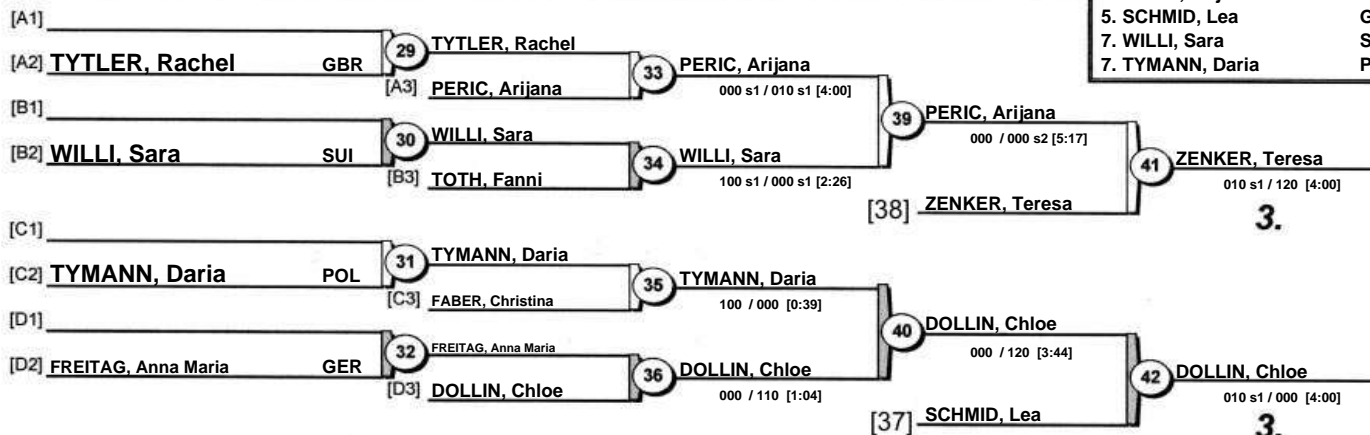 5. SCHMID, Lea G
7. WILLI, Sara S
7. TYMANN, Daria P
[A1]
[A2] TYTLER, Rachel GBR
29 TYTLER, Rachel
[A3] PERIC, Arijana
33 PERIC, Arijana
000 s1 / 010 s1 [4:00]
[B1]
[B2] WILLI, Sara SUI
30 WILLI, Sara
[B3] TOTH, Fanni
34 WILLI, Sara
100 s1 / 000 s1 [2:26]
39 PERIC, Arijana
000 / 000 s2 [5:17]
[38] ZENKER, Teresa
41 ZENKER, Teresa
010 s1 / 120 [4:00]
3.
[C1]
[C2] TYMANN, Daria POL
31 TYMANN, Daria
[C3] FABER, Christina
35 TYMANN, Daria
100 / 000 [0:39]
[D1]
[D2] FREITAG, Anna Maria GER
32 FREITAG, Anna Maria
[D3] DOLLIN, Chloe
36 DOLLIN, Chloe
000 / 110 [1:04]
40 DOLLIN, Chloe
000 / 120 [3:44]
[37] SCHMID, Lea
42 DOLLIN, Chloe
010 s1 / 000 [4:00]
3.